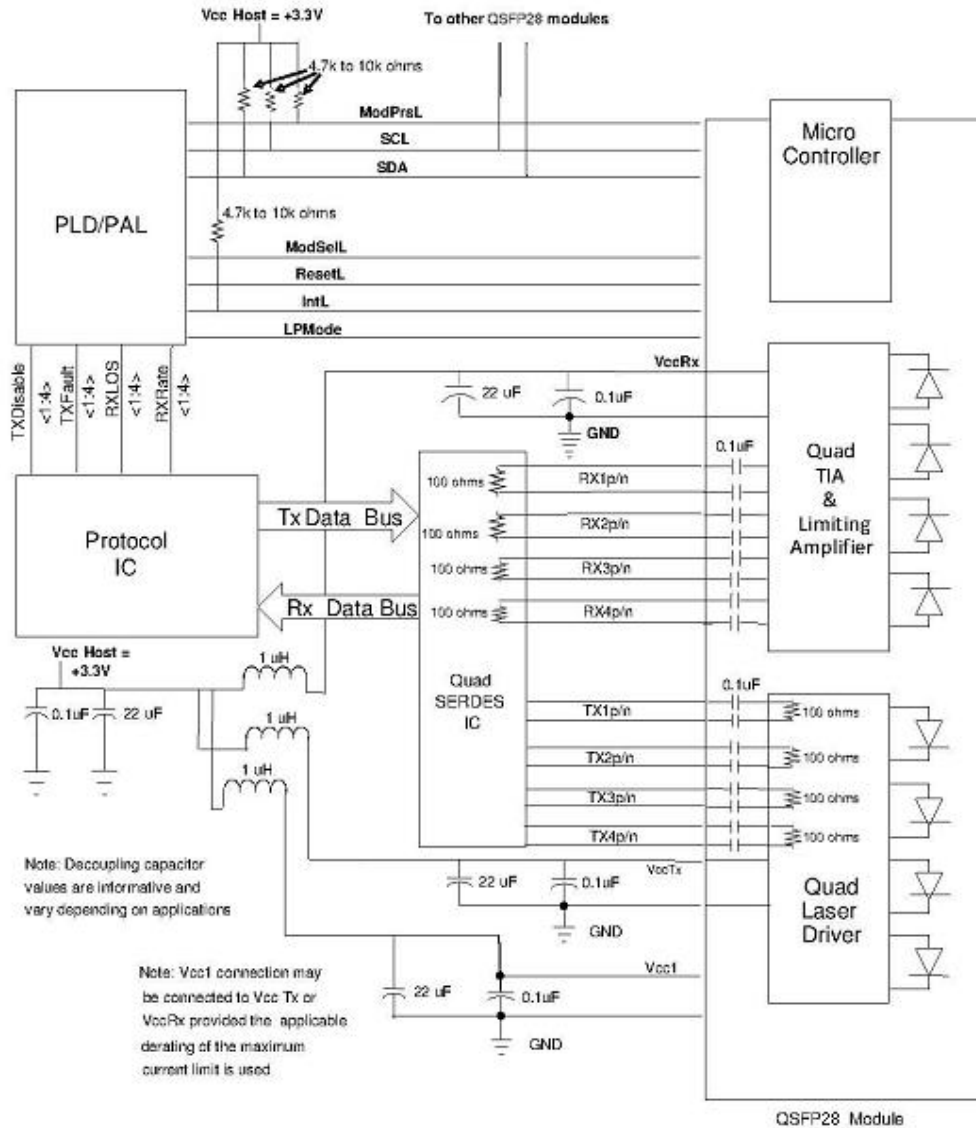 Vcc Host = +3.3V
To other QSFP28 modules
4.7k to 10k ohms
ModPrsL
SCL
SDA
PLD/PAL
Micro
Controller
4.7k to 10k ohms
ModSelL
ResetL
IntL
LPMode
TXDisable
<1:4>
TXFault
<1:4>
RXLOS
<1:4>
RXRate
<1:4>
VccRx
22 uF
0.1uF
GND
Protocol
IC
Tx Data Bus
Rx Data Bus
100 ohms
100 ohms
100 ohms
100 ohms
RX1p/n
RX2p/n
RX3p/n
RX4p/n
0.1uF
Quad
TIA
&
Limiting
Amplifier
Vcc Host =
+3.3V
0.1uF
22 uF
1 uH
1 uH
1 uH
Quad
SERDES
IC
TX1p/n
TX2p/n
TX3p/n
TX4p/n
0.1uF
100 ohms
100 ohms
100 ohms
100 ohms
Quad
Laser
Driver
VccTx
22 uF
0.1uF
GND
Note: Decoupling capacitor
values are informative and
vary depending on applications
Note: Vcc1 connection may
be connected to Vcc Tx or
VccRx provided the applicable
derating of the maximum
current limit is used
Vcc1
22 uF
0.1uF
GND
QSFP28 Module